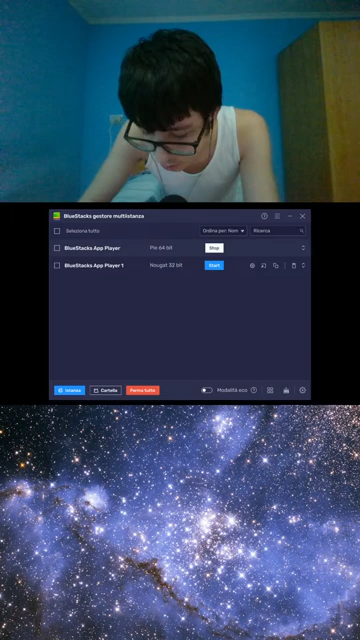 BlueStacks gestore multiistanza
Seleziona tutto
Ordina per: Nom
Ricerca
BlueStacks App Player
Pie 64 bit
Stop
BlueStacks App Player 1
Nougat 32 bit
Start
Istanza
Cartella
Ferma tutto
Modalità eco